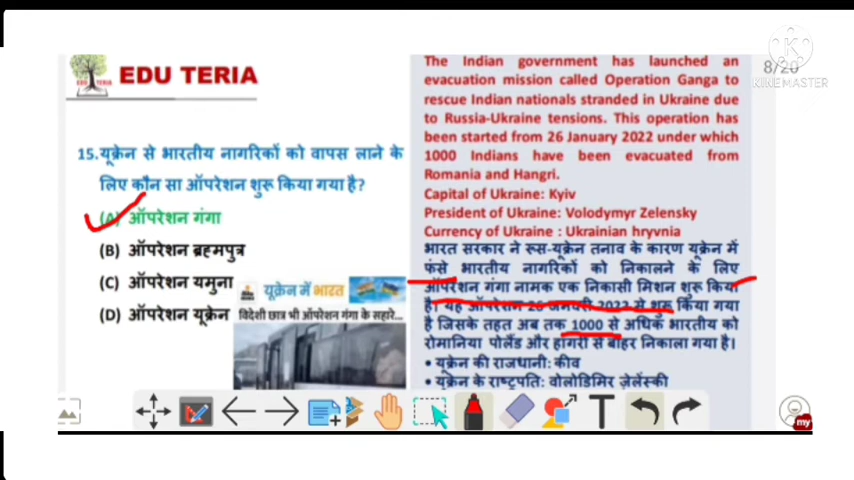 EDU TERIA
15.यूक्रेन से भारतीय नागरिकों को वापस लाने के
लिए कौन सा ऑपरेशन शुरू किया गया है?
(A) ऑपरेशन गंगा
(B) ऑपरेशन ब्रहमपुत्र
(C) ऑपरेशन यमुना
(D) ऑपरेशन यूक्रेन
यूक्रेन में भारत
विदेशी छात्र भी ऑपरेशन गंगा के सहारे...
The Indian government has launched an
evacuation mission called Operation Ganga to
rescue Indian nationals stranded in Ukraine due
to Russia-Ukraine tensions. This operation has
been started from 26 January 2022 under which
1000 Indians have been evacuated from
Romania and Hangri.
Capital of Ukraine: Kyiv
President of Ukraine: Volodymyr Zelensky
Currency of Ukraine : Ukrainian hryvnia
भारत सरकार ने रूस-यूक्रेन तनाव के कारण यूक्रेन में
फंसे भारतीय नागरिकों को निकालने के लिए
ऑपरेशन गंगा नामक एक निकासी मिशन शुरू किया
है। यह ऑपरेशन 26 जनवरी 2022 से शुरू किया गया
है जिसके तहत अब तक 1000 से अधिक भारतीय को
रोमानिया पोलैंड और हंगरी से बाहर निकाला गया है।
• यूक्रेन की राजधानी: कीव
• यूक्रेन के राष्ट्रपति: वोलोडिमिर ज़ेलेंस्की
8/20
KINEMASTER
T
my